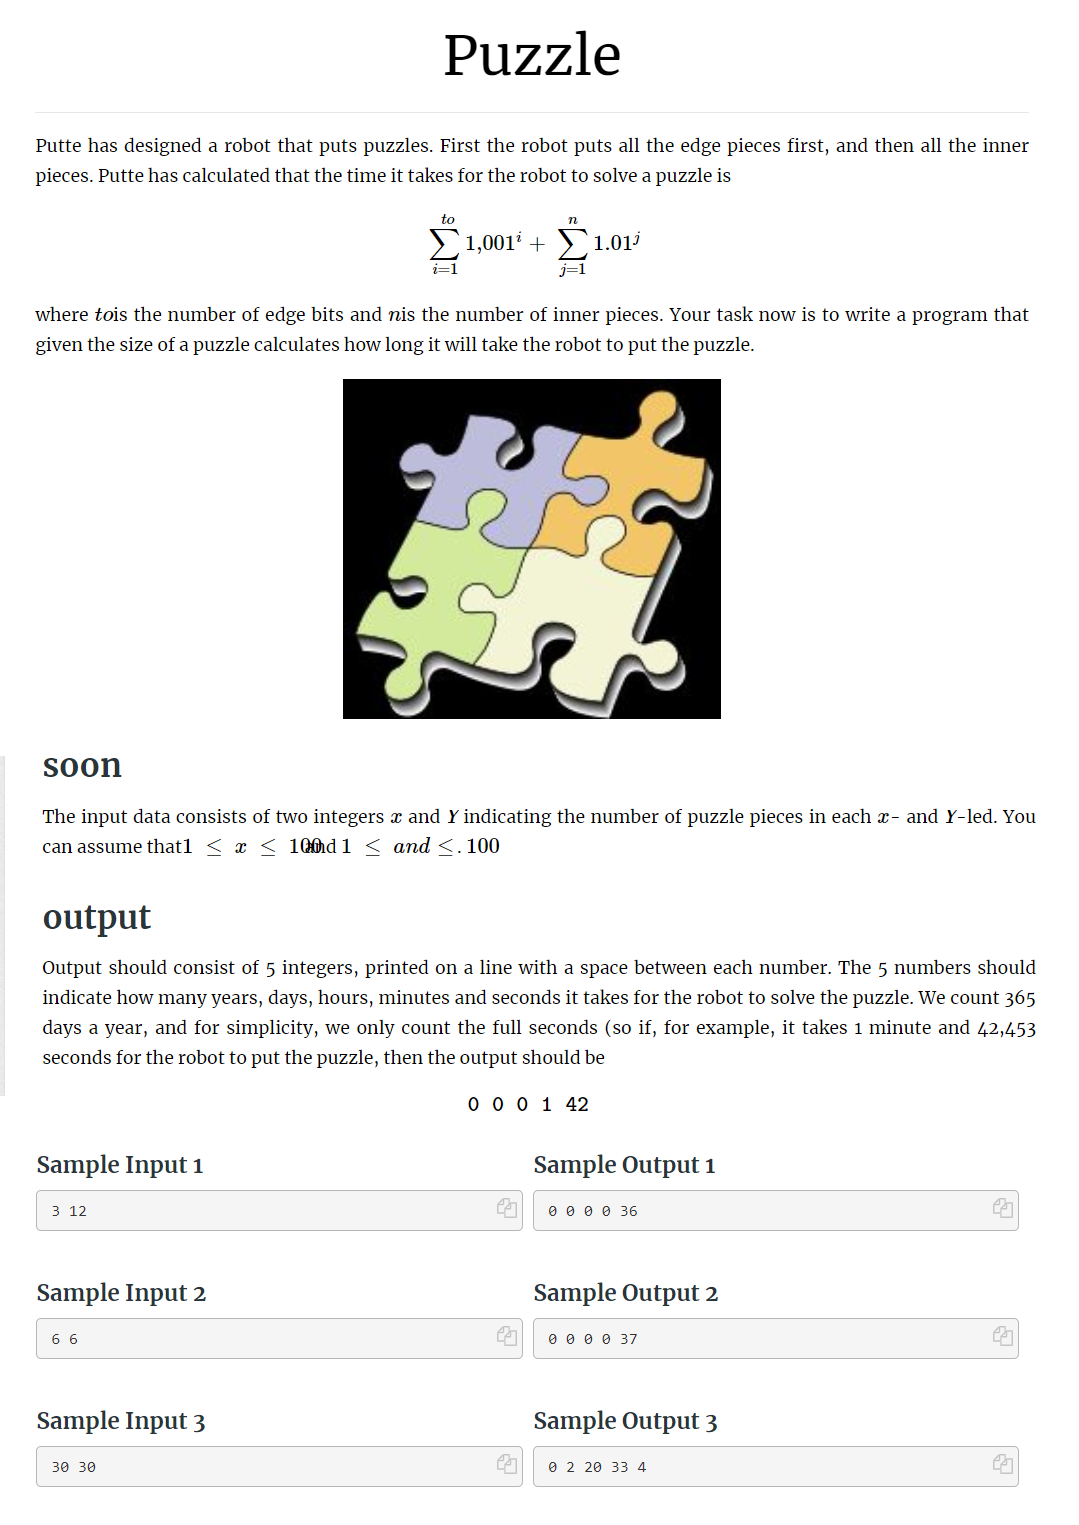 Puzzle
Putte has designed a robot that puts puzzles. First the robot puts all the edge pieces first, and then all the inner
pieces. Putte has calculated that the time it takes for the robot to solve a puzzle is
\sum_{i=1}^{to} 1,001^i + \sum_{j=1}^{n} 1.01^j
where tois the number of edge bits and nis the number of inner pieces. Your task now is to write a program that
given the size of a puzzle calculates how long it will take the robot to put the puzzle.
soon
The input data consists of two integers x and Y indicating the number of puzzle pieces in each x- and Y-led. You
can assume that1 ≤ x ≤ 100and 1 ≤ and ≤. 100
output
Output should consist of 5 integers, printed on a line with a space between each number. The 5 numbers should
indicate how many years, days, hours, minutes and seconds it takes for the robot to solve the puzzle. We count 365
days a year, and for simplicity, we only count the full seconds (so if, for example, it takes 1 minute and 42,453
seconds for the robot to put the puzzle, then the output should be
0 0 0 1 42
Sample Input 1
Sample Output 1
3 12
0 0 0 0 36
Sample Input 2
Sample Output 2
6 6
0 0 0 0 37
Sample Input 3
Sample Output 3
30 30
0 2 20 33 4